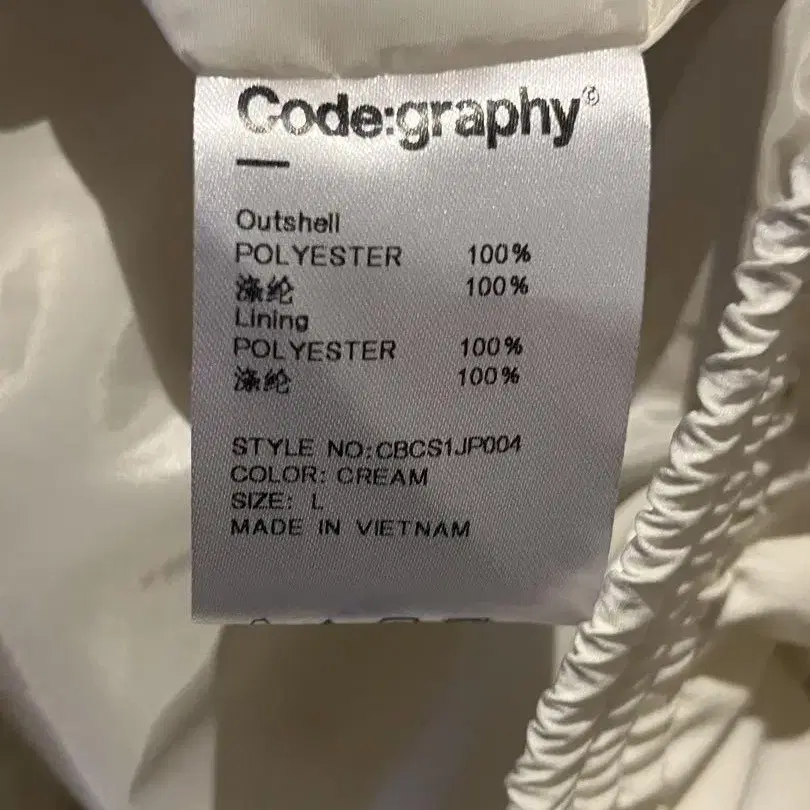 Code:graphy©
Outshell
POLYESTER 100%
涤纶 100%
Lining
POLYESTER 100%
涤纶 100%
STYLE NO:CBCS1JP004
COLOR: CREAM
SIZE: L
MADE IN VIETNAM